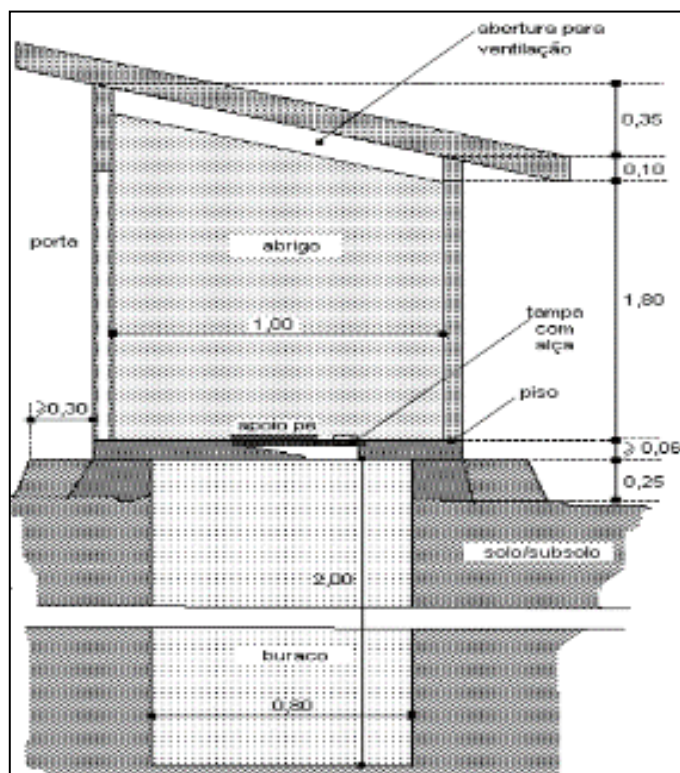 abertura para
ventilação
0,35
0,10
porta
abrigo
1,80
tampa
com
alça
1,00
piso
≥0,30
apoio pé
≥ 0,06
0,25
solo/subsolo
2,00
buraco
0,80